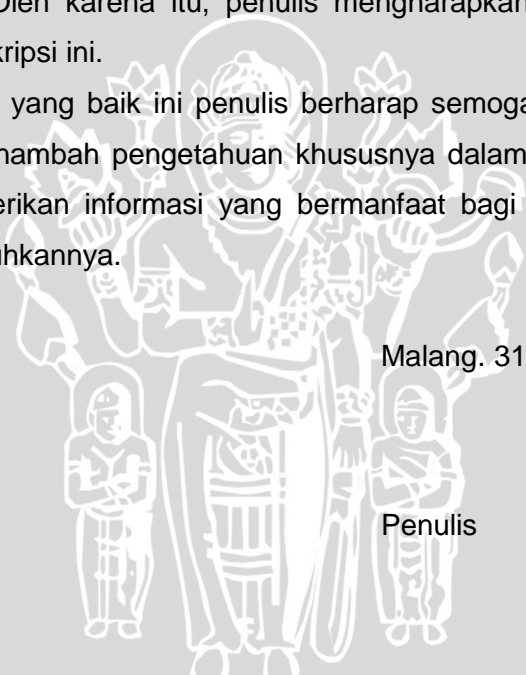 Oleh karena itu, penulis mengharapkan
kripsi ini.
yang baik ini penulis berharap semoga
nambah pengetahuan khususnya dalam
erikan informasi yang bermanfaat bagi
uhkannya.
Malang. 31
Penulis